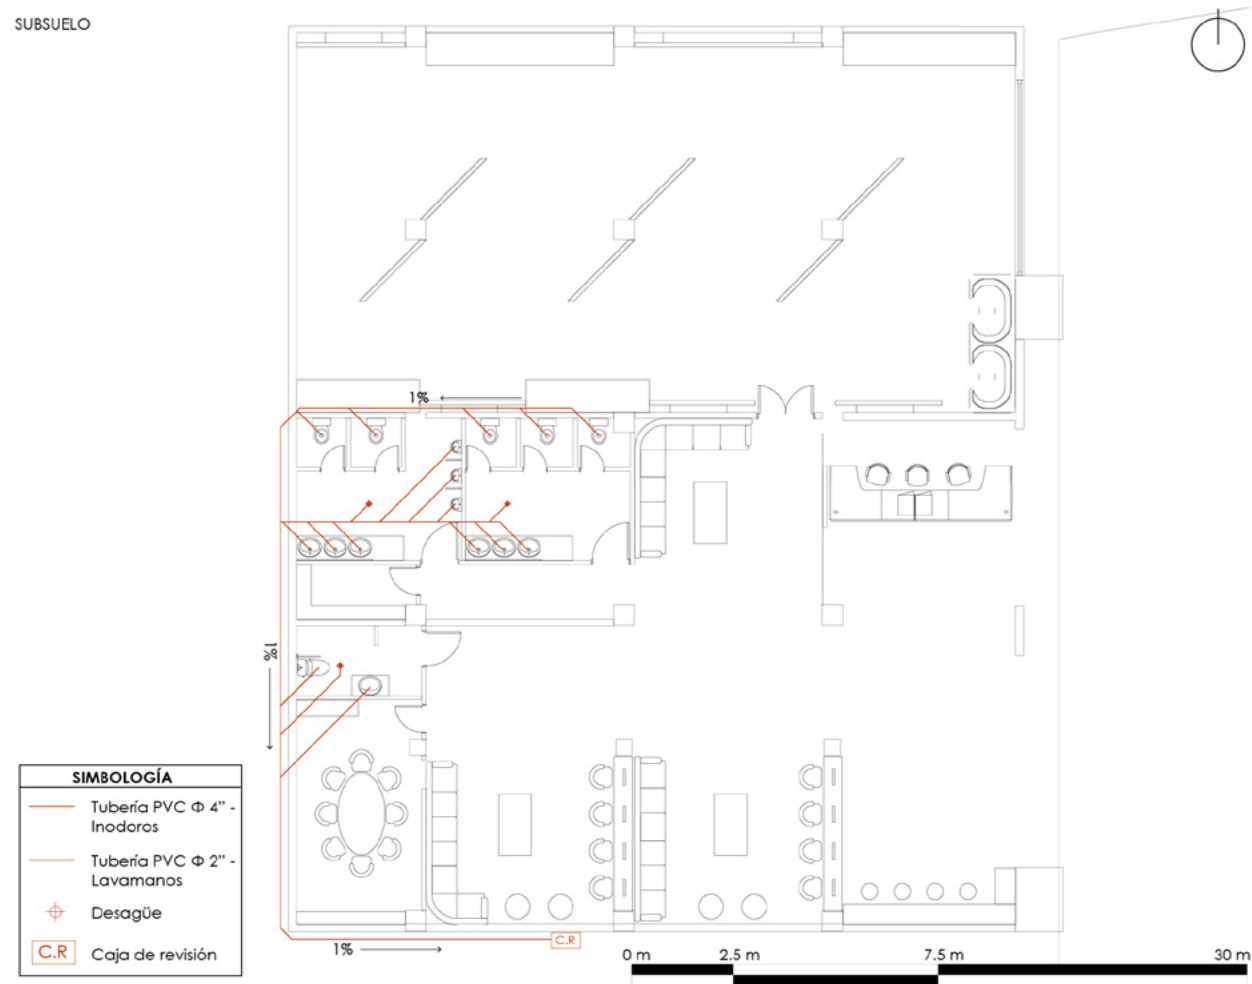 SUBSUELO
1%
1%
SIMBOLOGÍA
Tubería PVC Φ 4" -
Inodoros
Tubería PVC Φ 2" -
Lavamanos
Desagüe
C.R
Caja de revisión
1%
C.R
0 m 2.5 m 7.5 m 30 m